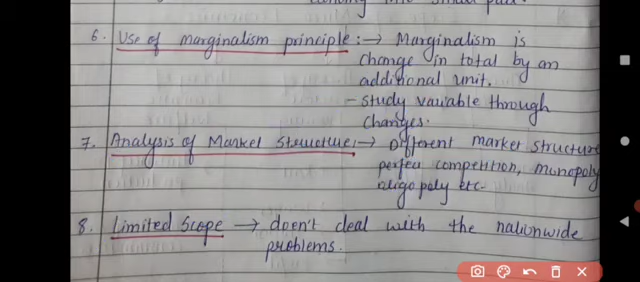 6. Use of marginalism principle :→ Marginalism is
change in total by an
additional unit.
- Study variable through
changes.
7. Analysis of Market Structure :→ Different market structure
perfect competition, monopoly
oligopoly etc.
8. Limited Scope → doen't deal with the nationwide
problems.